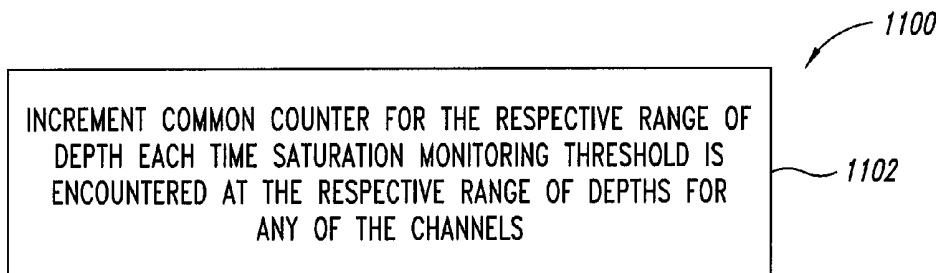 1100
INCREMENT COMMON COUNTER FOR THE RESPECTIVE RANGE OF
DEPTH EACH TIME SATURATION MONITORING THRESHOLD IS
ENCOUNTERED AT THE RESPECTIVE RANGE OF DEPTHS FOR
ANY OF THE CHANNELS
1102